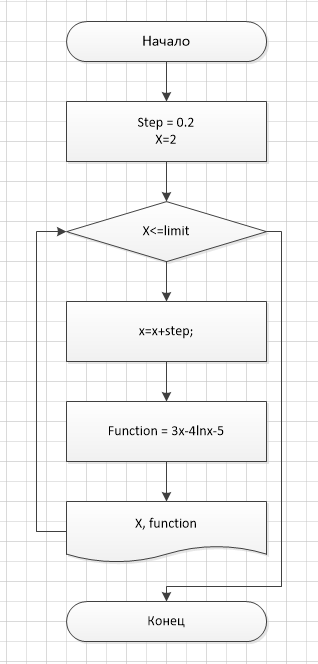 Начало
Step = 0.2
X=2
X<=limit
x=x+step;
Function = 3x-4lnx-5
X, function
Конец